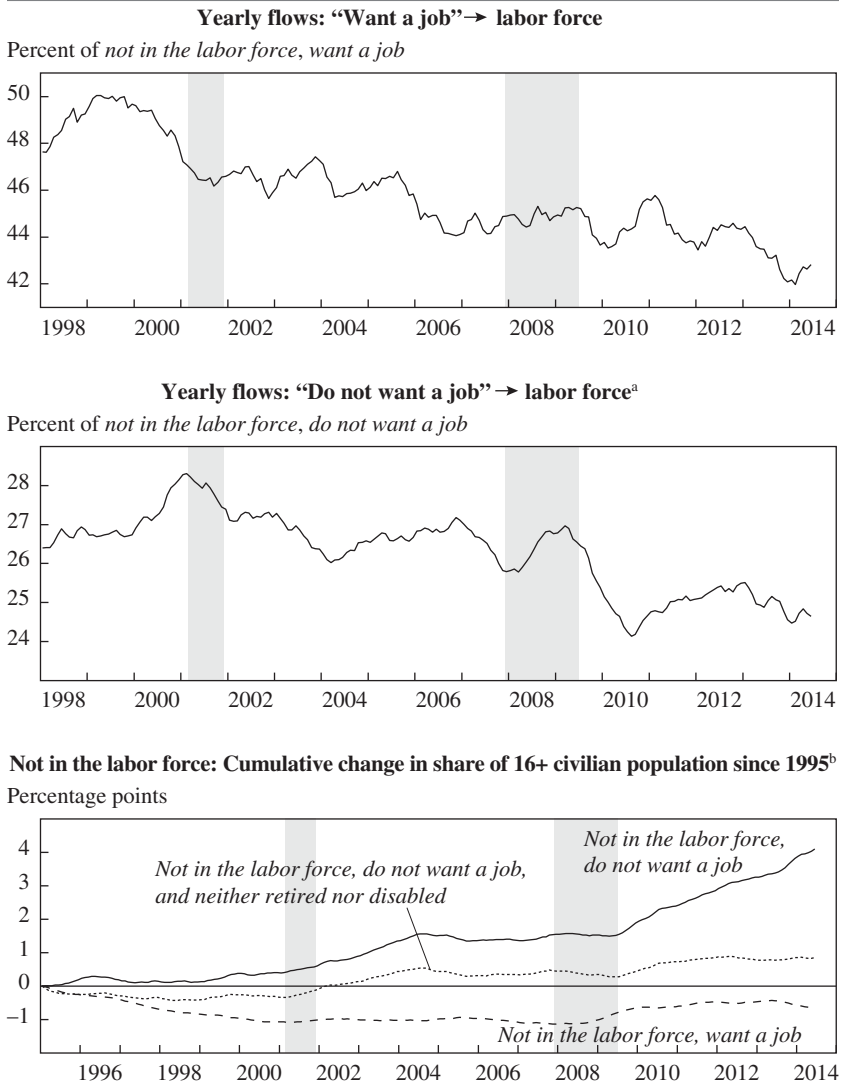 Yearly flows: “Want a job” → labor force
Percent of not in the labor force, want a job
50
48
46
44
42
1998 2000 2002 2004 2006 2008 2010 2012 2014
Yearly flows: “Do not want a job” → labor forceᵃ
Percent of not in the labor force, do not want a job
28
27
26
25
24
1998 2000 2002 2004 2006 2008 2010 2012 2014
Not in the labor force: Cumulative change in share of 16+ civilian population since 1995ᵇ
Percentage points
4
3
2
1
0
–1
Not in the labor force,
do not want a job
Not in the labor force, do not want a job,
and neither retired nor disabled
Not in the labor force, want a job
1996 1998 2000 2002 2004 2006 2008 2010 2012 2014